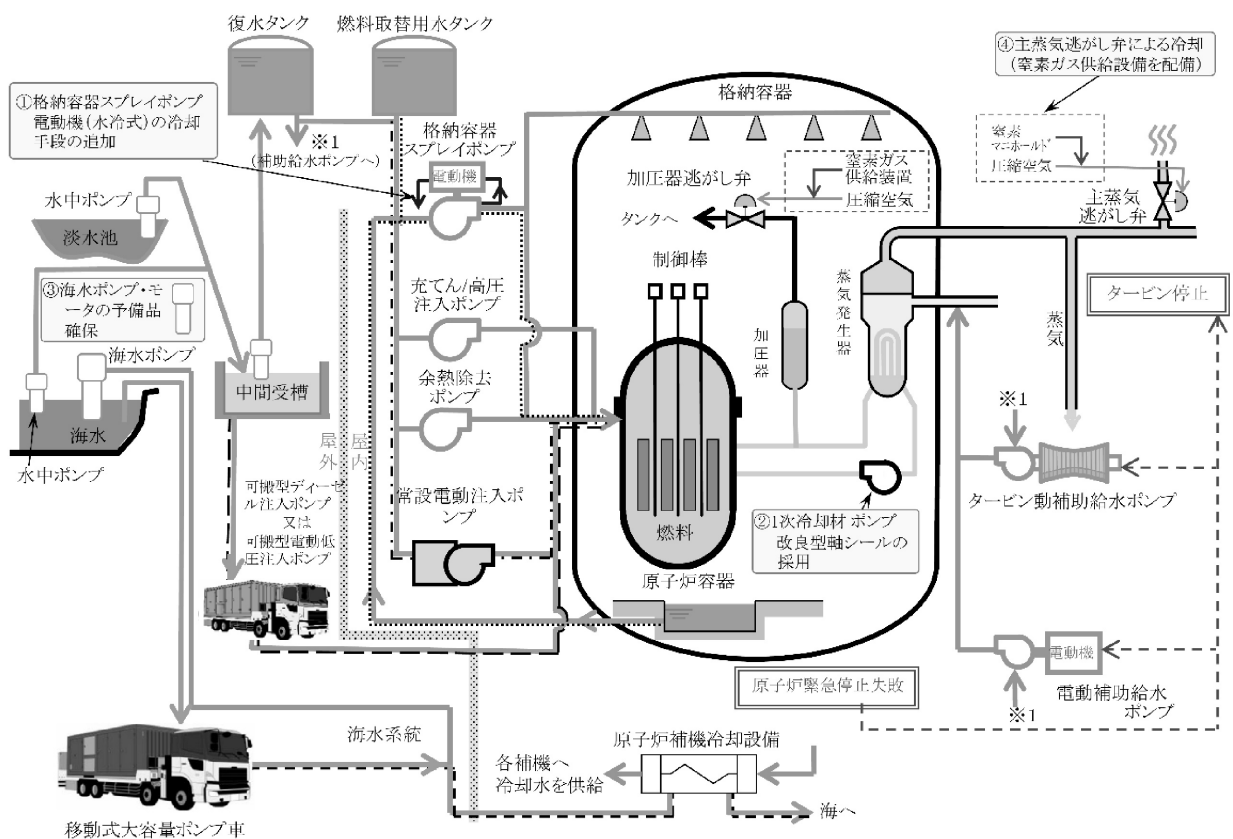 復水タンク
燃料取替用水タンク
①格納容器スプレイポンプ
電動機(水冷式)の冷却
手段の追加
※1
(補助給水ポンプへ)
格納容器
スプレイポンプ
電動機
水中ポンプ
淡水池
③海水ポンプ・モ
ータの予備品
確保
海水ポンプ
中間受槽
海水
水中ポンプ
充てん/高圧
注入ポンプ
余熱除去
ポンプ
屋外
屋内
常設電動注入ポ
ンプ
可搬型ディーゼ
ル注入ポンプ
又は
可搬型電動低
圧注入ポンプ
格納容器
加圧器逃がし弁
窒素ガス
供給装置
圧縮空気
タンクへ
制御棒
加圧器
蒸気発生器
燃料
原子炉容器
②1次冷却材 ポンプ
改良型軸シールの
採用
④主蒸気逃がし弁による冷却
(窒素ガス供給設備を配備)
窒素
マニホールド
圧縮空気
主蒸気
逃がし弁
タービン停止
蒸気
※1
タービン動補助給水ポンプ
電動機
※1
電動補助給水
ポンプ
原子炉緊急停止失敗
海水系統
各補機へ
冷却水を供給
原子炉補機冷却設備
海へ
移動式大容量ポンプ車